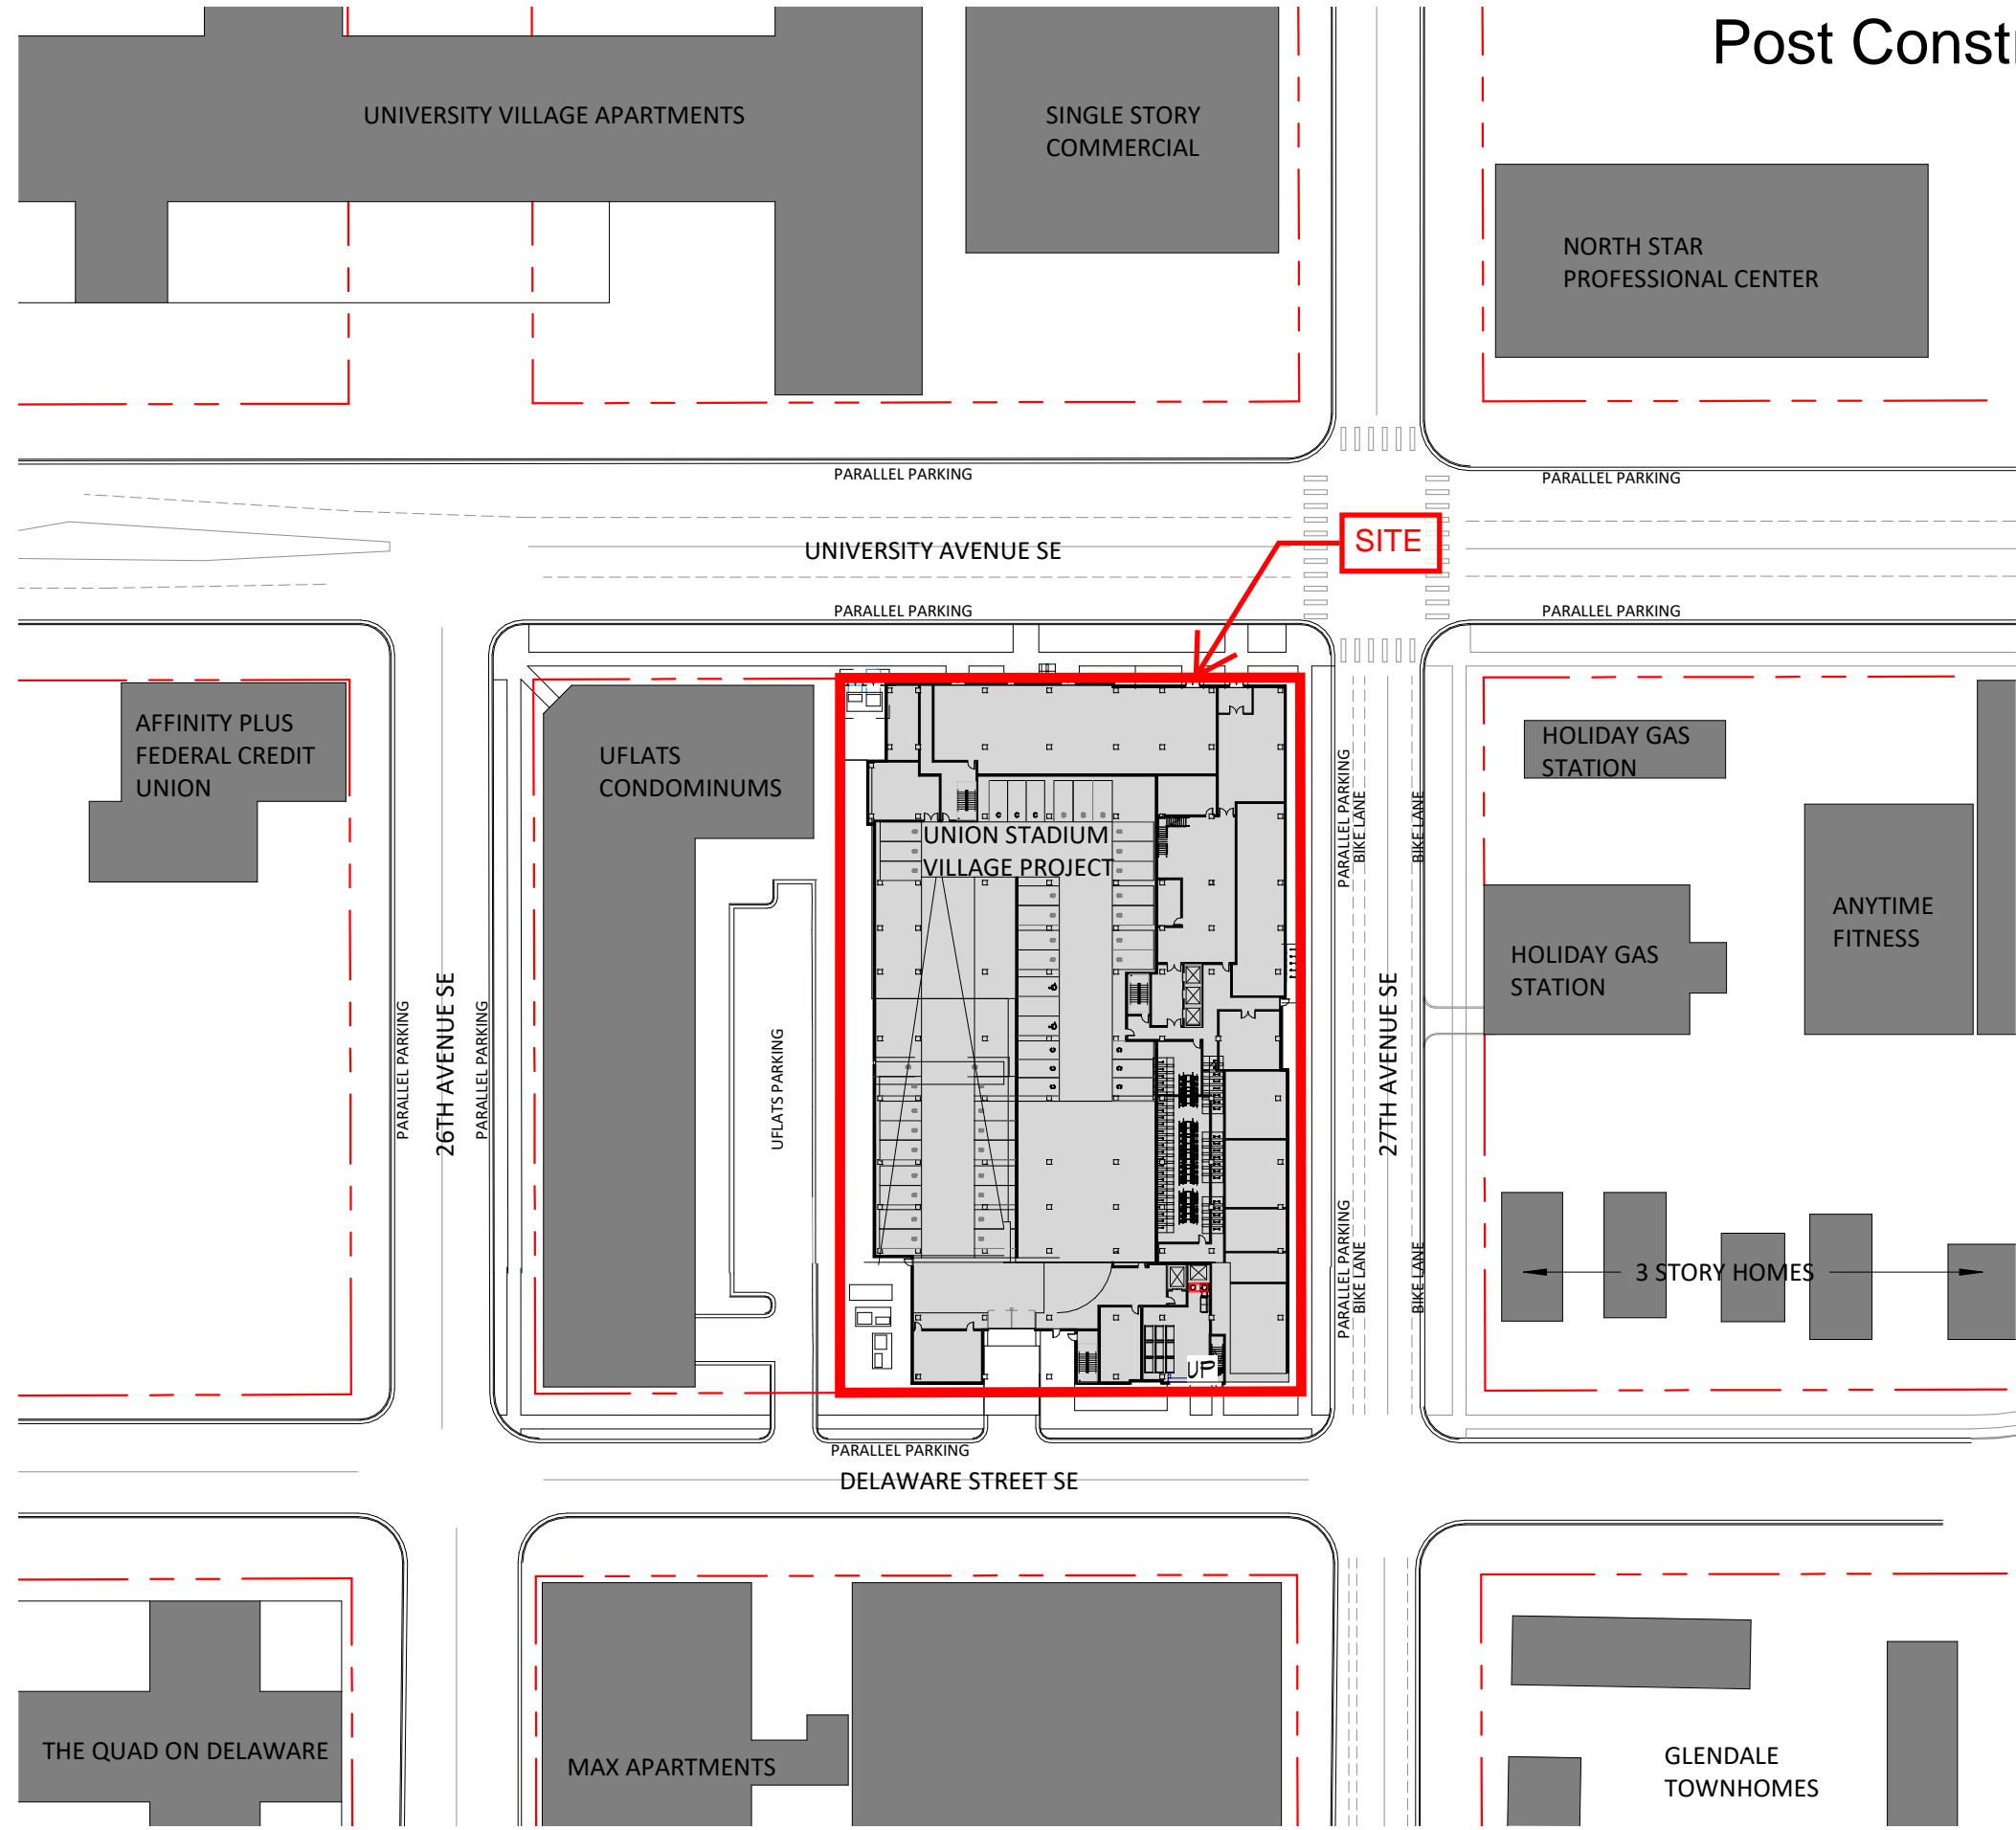 Post Constr
UNIVERSITY VILLAGE APARTMENTS
SINGLE STORY
COMMERCIAL
NORTH STAR
PROFESSIONAL CENTER
PARALLEL PARKING
PARALLEL PARKING
SITE
UNIVERSITY AVENUE SE
PARALLEL PARKING
PARALLEL PARKING
AFFINITY PLUS
FEDERAL CREDIT
UNION
UFLATS
CONDOMINUMS
HOLIDAY GAS
STATION
UNION STADIUM
VILLAGE PROJECT
PARALLEL PARKING
BIKE LANE
BIKE LANE
ANYTIME
FITNESS
HOLIDAY GAS
STATION
PARALLEL PARKING
26TH AVENUE SE
PARALLEL PARKING
UFLATS PARKING
27TH AVENUE SE
PARALLEL PARKING
BIKE LANE
BIKE LANE
3 STORY HOMES
UP
PARALLEL PARKING
DELAWARE STREET SE
THE QUAD ON DELAWARE
MAX APARTMENTS
GLENDALE
TOWNHOMES